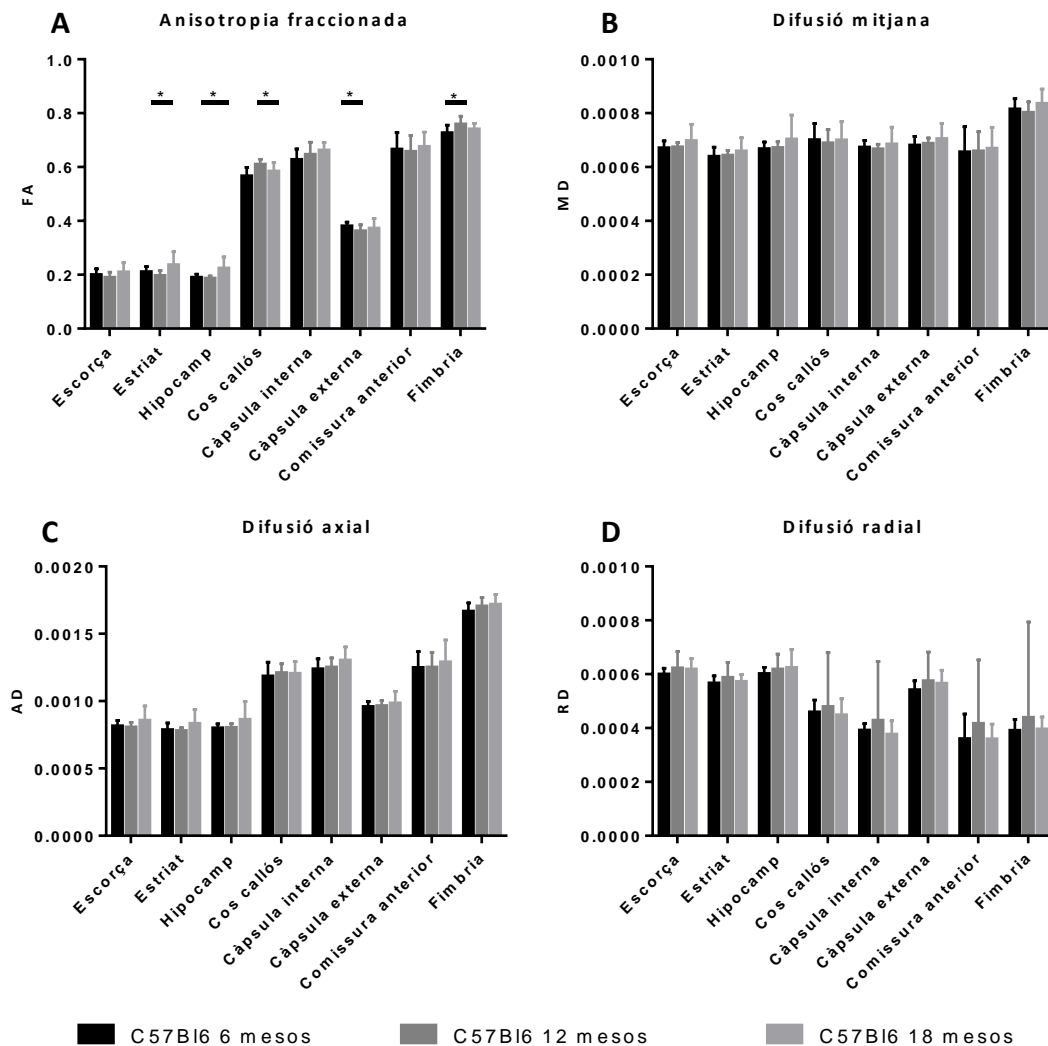 A
Anisotropia fraccionada
FA
1.0
0.8
0.6
0.4
0.2
0.0
* * * * *
Escorça
Estriat
Hipocamp
Cos callós
Càpsula interna
Càpsula externa
Comissura anterior
Fimbria
B
Difusió mitjana
MD
0.0010
0.0008
0.0006
0.0004
0.0002
0.0000
Escorça
Estriat
Hipocamp
Cos callós
Càpsula interna
Càpsula externa
Comissura anterior
Fimbria
C
Difusió axial
AD
0.0020
0.0015
0.0010
0.0005
0.0000
Escorça
Estriat
Hipocamp
Cos callós
Càpsula interna
Càpsula externa
Comissura anterior
Fimbria
D
Difusió radial
RD
0.0010
0.0008
0.0006
0.0004
0.0002
0.0000
Escorça
Estriat
Hipocamp
Cos callós
Càpsula interna
Càpsula externa
Comissura anterior
Fimbria
C57Bl6 6 mesos C57Bl6 12 mesos C57Bl6 18 mesos